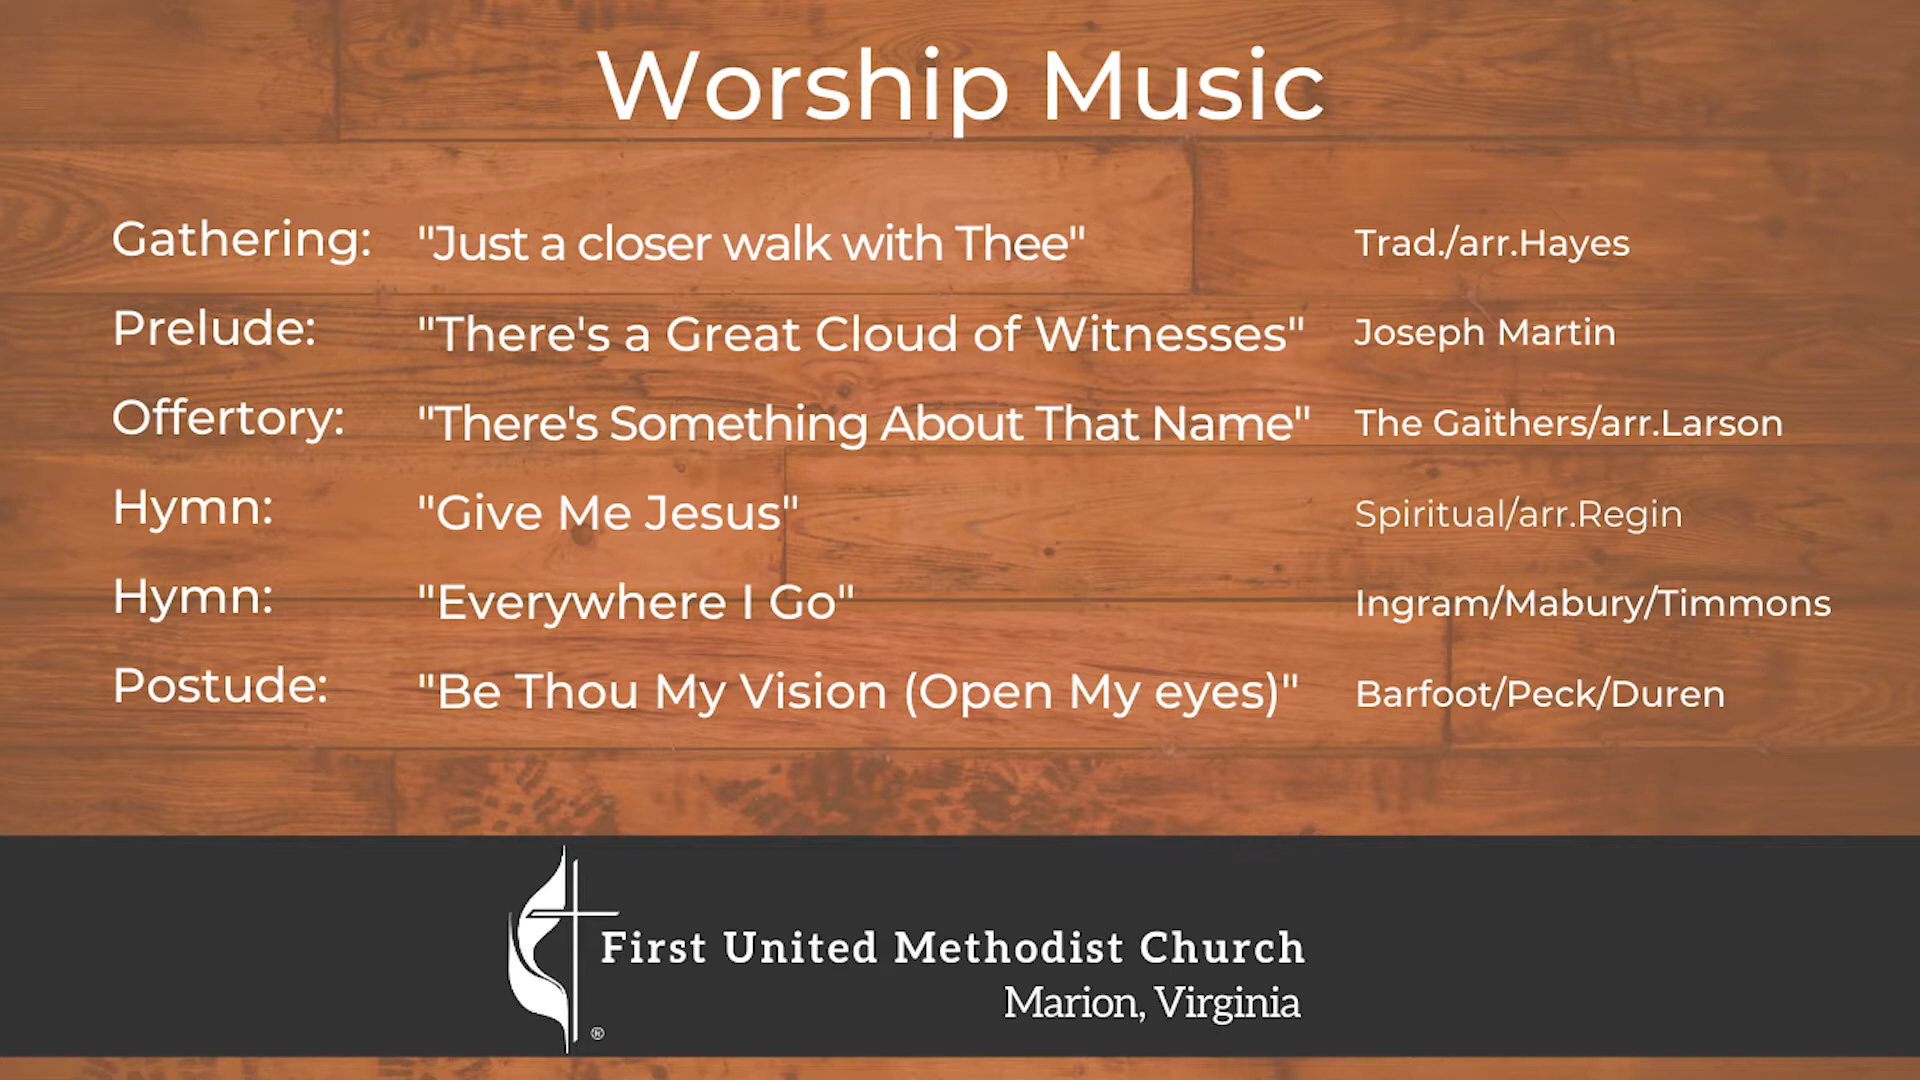 Worship Music
Gathering: "Just a closer walk with Thee" Trad./arr.Hayes
Prelude: "There's a Great Cloud of Witnesses" Joseph Martin
Offertory: "There's Something About That Name" The Gaithers/arr.Larson
Hymn: "Give Me Jesus" Spiritual/arr.Regin
Hymn: "Everywhere I Go" Ingram/Mabury/Timmons
Postude: "Be Thou My Vision (Open My eyes)" Barfoot/Peck/Duren
First United Methodist Church
Marion, Virginia
®